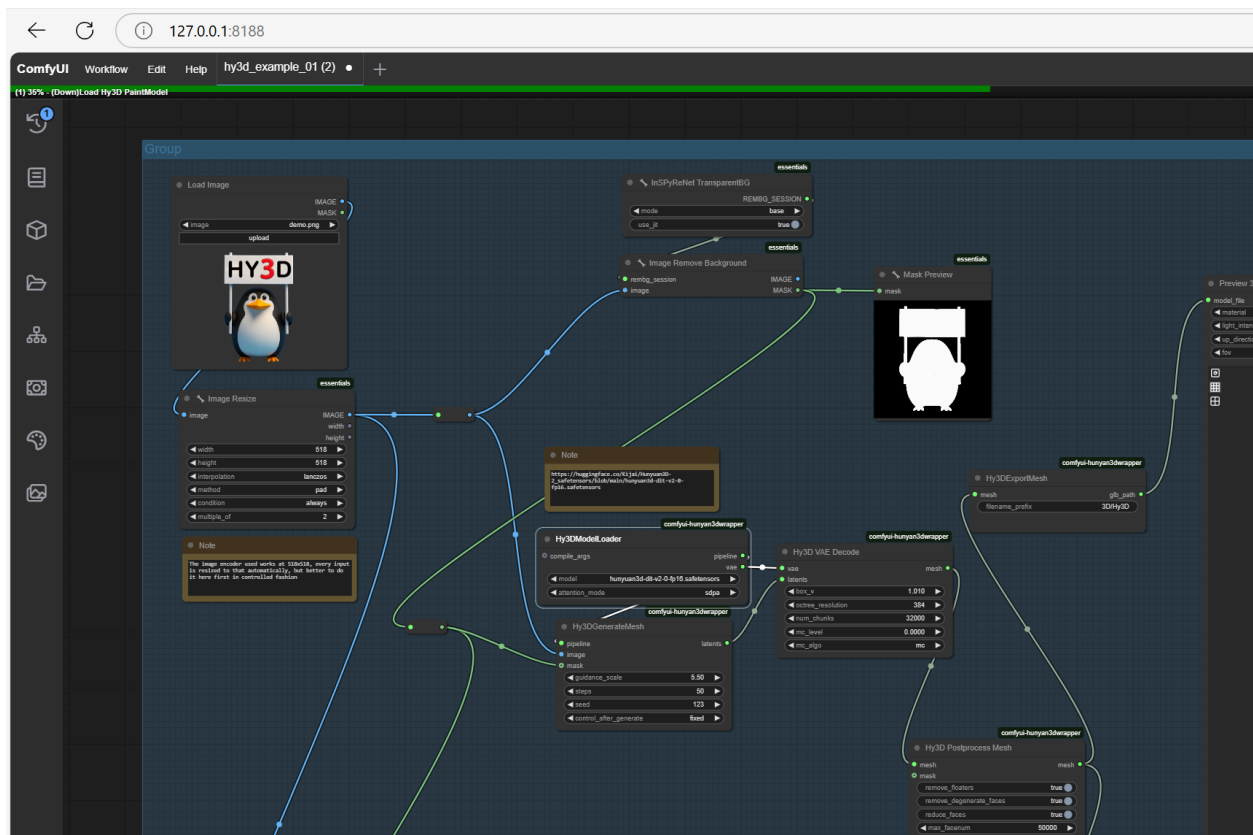 127.0.0.1:8188
ComfyUI Workflow Edit Help hy3d_example_01 (2)
(1) 35% - (Down)Load Hy3D PaintModel
1
Group
Load Image
IMAGE
MASK
image demo.png
upload
HY3D
essentials
Image Resize
image IMAGE
width
height
width 518
height 518
interpolation lanczos
method pad
condition always
multiple_of 2
Note
The image encoder used works at 518x518, every input
is resized to that automatically, but better to do
it here first in controlled fashion
essentials
InSPyReNet TransparentBG
REMBG_SESSION
mode base
use_jit true
essentials
Image Remove Background
rembg_session IMAGE
image MASK
essentials
Mask Preview
mask
Note
https://huggingface.co/Kijai/Hunyuan3D-
2_safetensors/blob/main/hunyuan3d-dit-v2-0-
fp16.safetensors
comfyui-hunyan3dwrapper
Hy3DModelLoader
compile_args pipeline
vae
model hunyuan3d-dit-v2-0-fp16.safetensors
attention_mode sdpa
comfyui-hunyan3dwrapper
Hy3DGenerateMesh
pipeline latents
image
mask
guidance_scale 5.50
steps 50
seed 123
control_after_generate fixed
comfyui-hunyan3dwrapper
Hy3D VAE Decode
vae mesh
latents
box_v 1.010
octree_resolution 384
num_chunks 32000
mc_level 0.0000
mc_algo mc
comfyui-hunyan3dwrapper
Hy3DExportMesh
mesh glb_path
filename_prefix 3D/Hy3D
comfyui-hunyan3dwrapper
Hy3D Postprocess Mesh
mesh mesh
mask
remove_floaters true
remove_degenerate_faces true
reduce_faces true
max_facenum 50000
Preview 3
model_file
material
light_inten
up_directio
fov